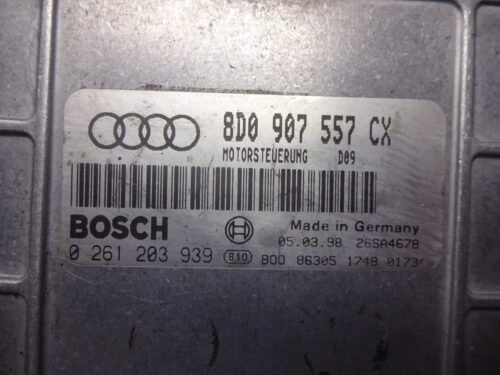 8D0 907 557 CX
MOTORSTEUERUNG D09
BOSCH
Made in Germany
05.03.98 26SA4678
0 261 203 939 810 800 86305 1748 0173